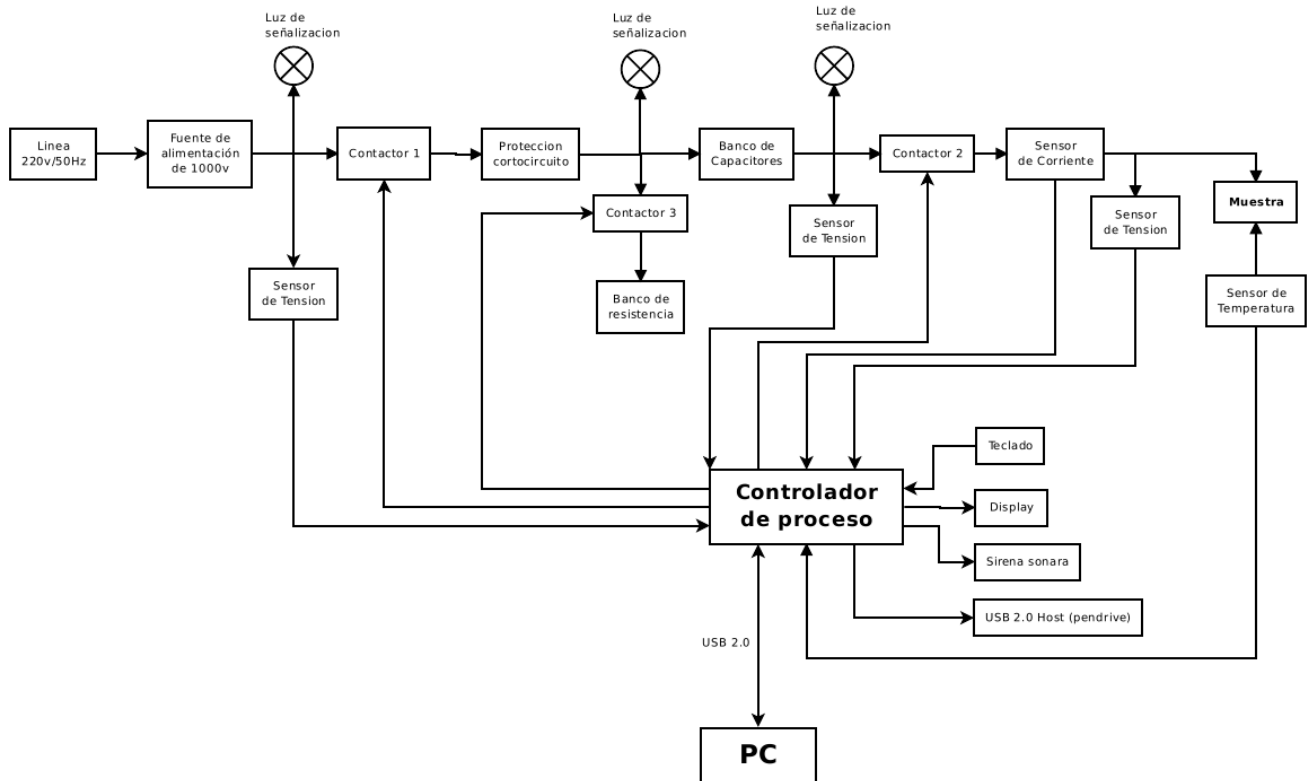 Luz de
señalizacion
Luz de
señalizacion
Luz de
señalizacion
Linea
220v/50Hz
Fuente de
alimentación
de 1000v
Contactor 1
Proteccion
cortocircuito
Banco de
Capacitores
Contactor 2
Sensor
de Corriente
Muestra
Contactor 3
Sensor
de Tension
Sensor
de Tension
Sensor
de Tension
Banco de
resistencia
Sensor de
Temperatura
Teclado
Controlador
de proceso
Display
Sirena sonara
USB 2.0 Host (pendrive)
USB 2.0
PC